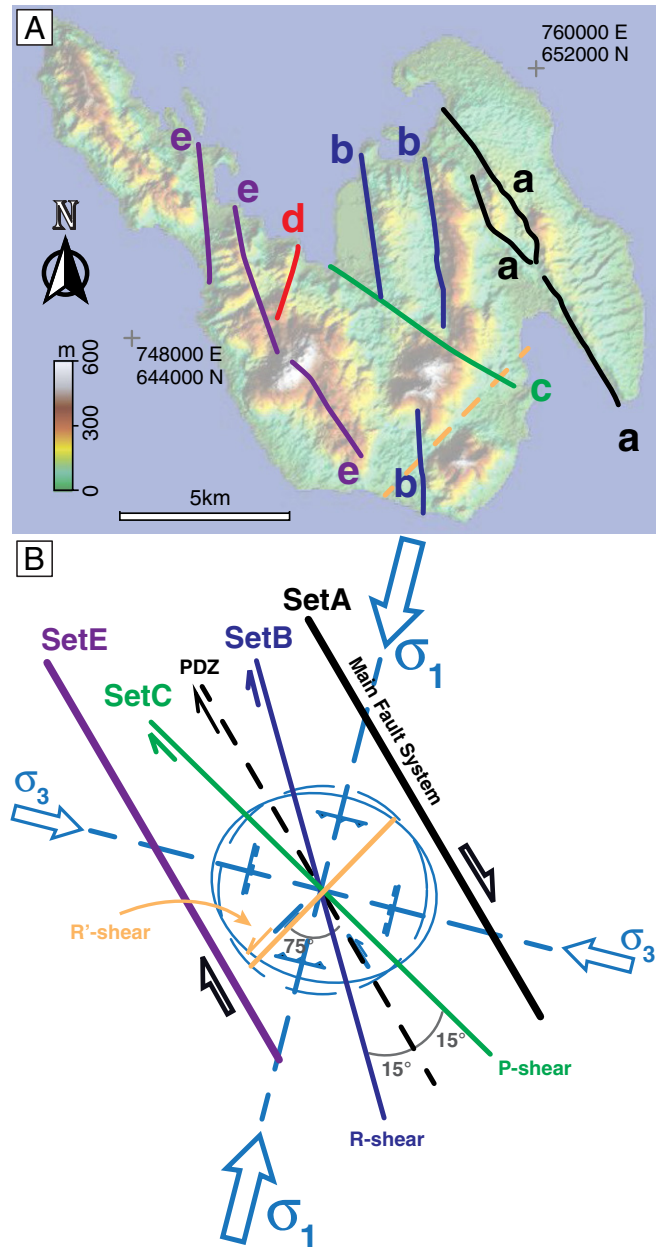 A
760000 E
652000 N
e
b
b
a
e
d
a
N
m
600
300
0
748000 E
644000 N
c
a
e
b
5km
B
σ1
SetA
SetE
SetB
PDZ
SetC
Main Fault System
σ3
R'-shear
75°
σ3
15°
15°
P-shear
R-shear
σ1